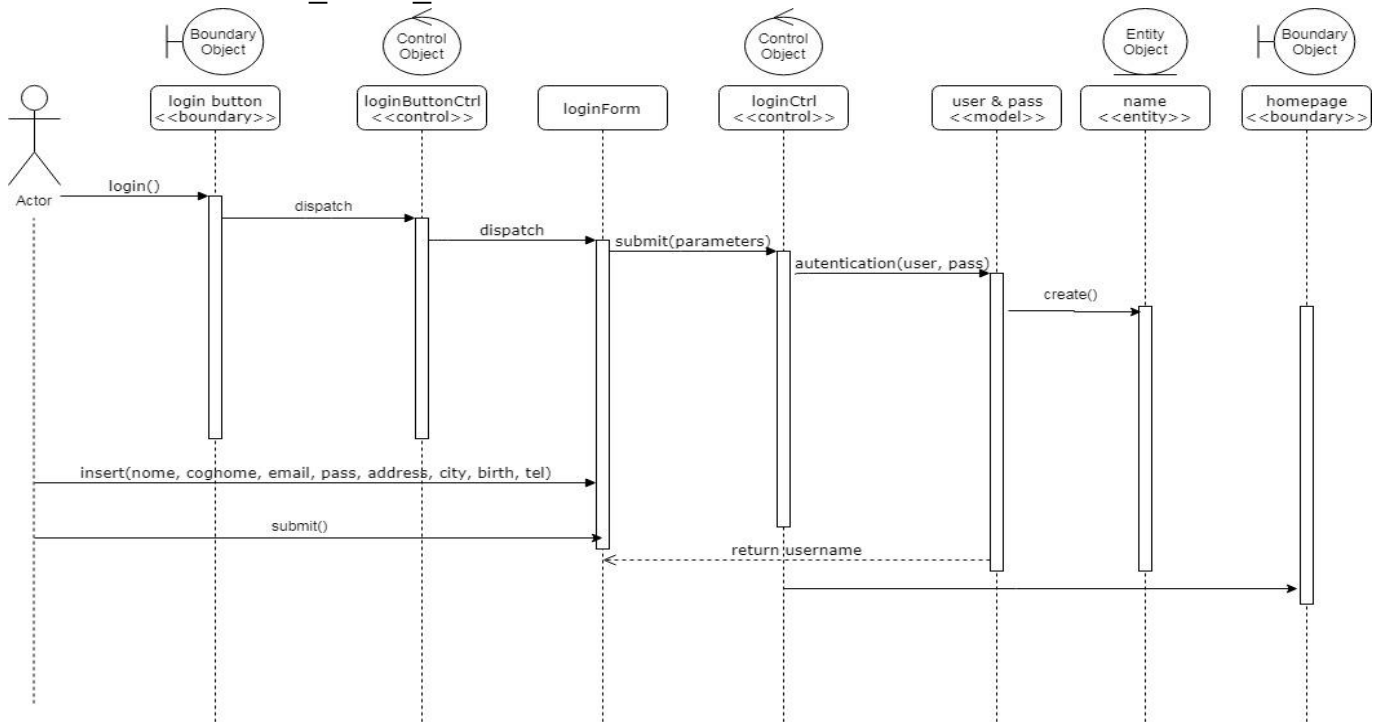 Boundary
Object
Control
Object
Control
Object
Entity
Object
Boundary
Object
login button
<<boundary>>
loginButtonCtrl
<<control>>
loginForm
loginCtrl
<<control>>
user & pass
<<model>>
name
<<entity>>
homepage
<<boundary>>
Actor
login()
dispatch
dispatch
submit(parameters)
autentication(user, pass)
create()
insert(nome, coghome, email, pass, address, city, birth, tel)
submit()
return username